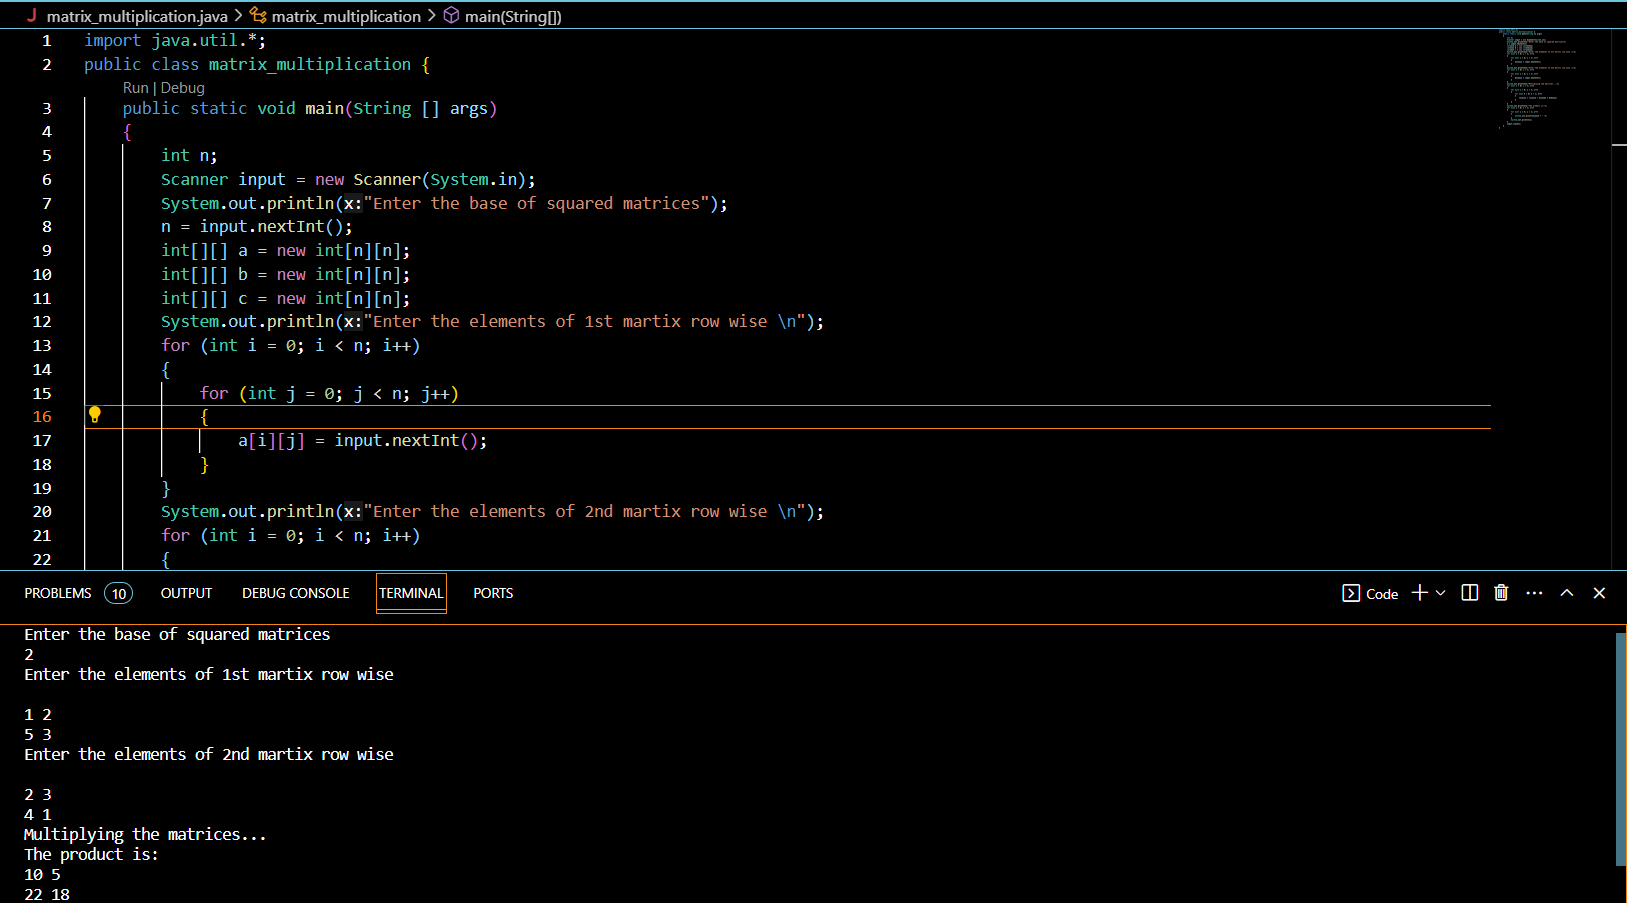 J matrix_multiplication.java > matrix_multiplication > main(String[])
1 import java.util.*;
2 public class matrix_multiplication {
Run | Debug
3 public static void main(String [] args)
4 {
5 int n;
6 Scanner input = new Scanner(System.in);
7 System.out.println(x:"Enter the base of squared matrices");
8 n = input.nextInt();
9 int[][] a = new int[n][n];
10 int[][] b = new int[n][n];
11 int[][] c = new int[n][n];
12 System.out.println(x:"Enter the elements of 1st martix row wise \n");
13 for (int i = 0; i < n; i++)
14 {
15 for (int j = 0; j < n; j++)
16 {
17 a[i][j] = input.nextInt();
18 }
19 }
20 System.out.println(x:"Enter the elements of 2nd martix row wise \n");
21 for (int i = 0; i < n; i++)
22 {
PROBLEMS 10 OUTPUT DEBUG CONSOLE TERMINAL PORTS Code
Enter the base of squared matrices
2
Enter the elements of 1st martix row wise
1 2
5 3
Enter the elements of 2nd martix row wise
2 3
4 1
Multiplying the matrices...
The product is:
10 5
22 18